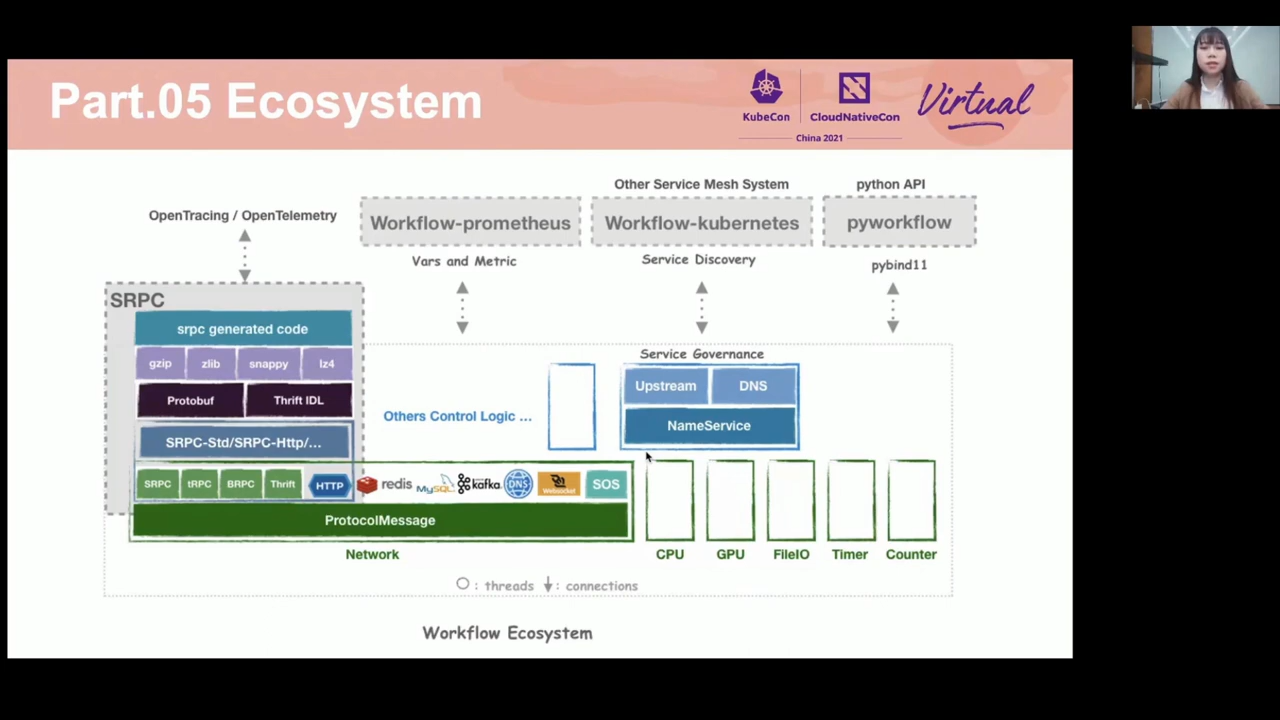 Part.05 Ecosystem
KubeCon
CloudNativeCon
Virtual
China 2021
Other Service Mesh System
python API
OpenTracing / OpenTelemetry
Workflow-prometheus
Workflow-kubernetes
pyworkflow
Vars and Metric
Service Discovery
pybind11
SRPC
srpc generated code
gzip
zlib
snappy
lz4
Protobuf
Thrift IDL
SRPC-Std/SRPC-Http/...
Others Control Logic ...
Service Governance
Upstream
DNS
NameService
SRPC
tRPC
BRPC
Thrift
HTTP
redis
MySQL
kafka
DNS
Websocket
SOS
ProtocolMessage
Network
CPU
GPU
FileIO
Timer
Counter
: threads
: connections
Workflow Ecosystem